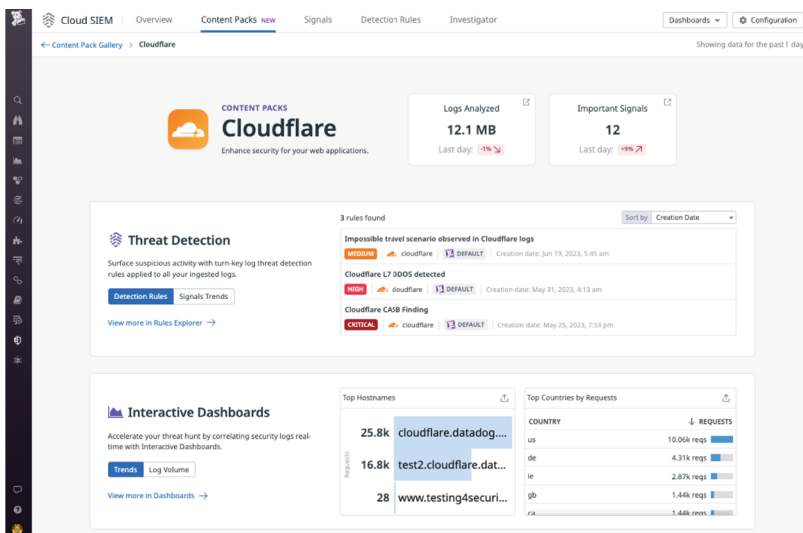 Cloud SIEM Overview Content Packs NEW Signals Detection Rules Investigator Dashboards Configuration
← Content Pack Gallery > Cloudflare Showing data for the past 1 day
CONTENT PACKS
Cloudflare
Enhance security for your web applications.
Logs Analyzed
12.1 MB
Last day: -1% ↘
Important Signals
12
Last day: +9% ↗
Threat Detection
Surface suspicious activity with turn-key log threat detection
rules applied to all your ingested logs.
Detection Rules Signals Trends
View more in Rules Explorer →
3 rules found Sort by Creation Date
Impossible travel scenario observed in Cloudflare logs
MEDIUM cloudflare DEFAULT Creation date: Jun 19, 2023, 5:45 am
Cloudflare L7 DDOS detected
HIGH cloudflare DEFAULT Creation date: May 31, 2023, 4:13 am
Cloudflare CASB Finding
CRITICAL cloudflare DEFAULT Creation date: May 25, 2023, 7:53 pm
Interactive Dashboards
Accelerate your threat hunt by correlating security logs real-
time with Interactive Dashboards.
Trends Log Volume
View more in Dashboards →
Top Hostnames
Requests
25.8k cloudflare.datadog....
16.8k test2.cloudflare.dat...
28 www.testing4securi...
Top Countries by Requests
COUNTRY ↓ REQUESTS
us 10.06k reqs
de 4.31k reqs
ie 2.87k reqs
gb 1.44k reqs
ca 1.44k reqs